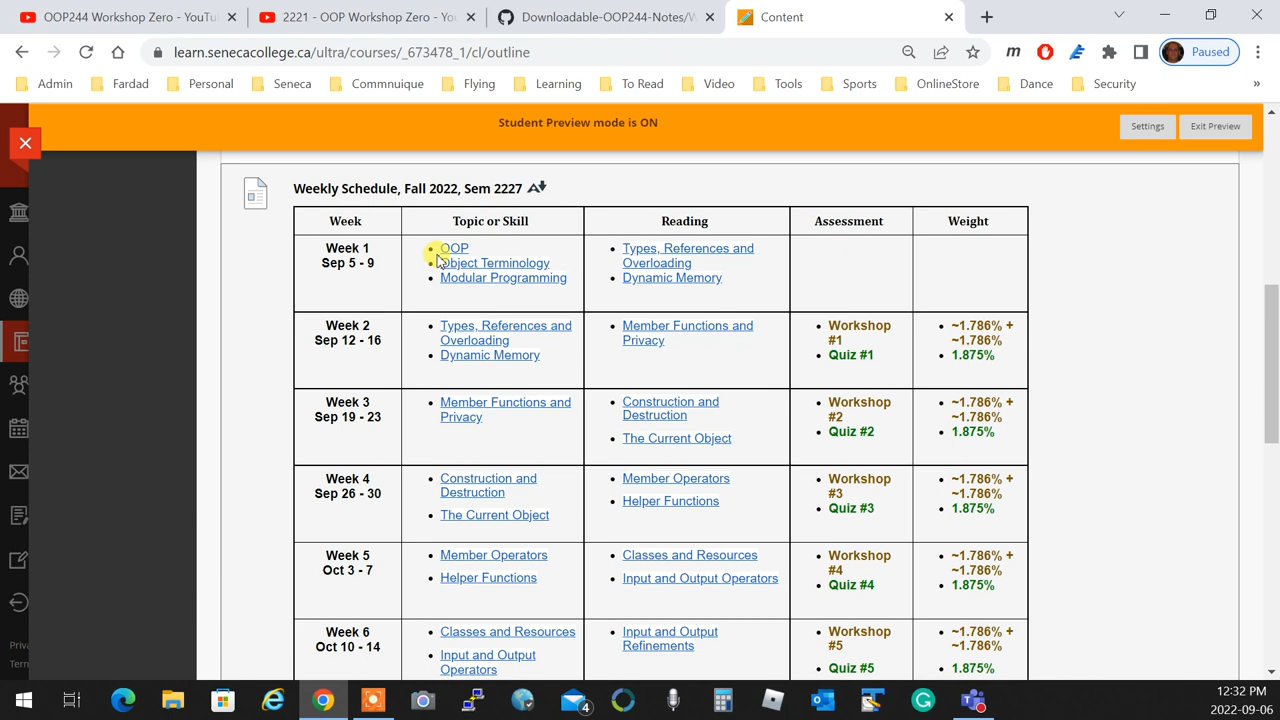 OOP244 Workshop Zero - YouTu
2221 - OOP Workshop Zero - Yo
Downloadable-OOP244-Notes/W
Content
learn.senecacollege.ca/ultra/courses/_673478_1/cl/outline
Paused
Admin
Fardad
Personal
Seneca
Commnuique
Flying
Learning
To Read
Video
Tools
Sports
OnlineStore
Dance
Security
Student Preview mode is ON
Settings
Exit Preview
Weekly Schedule, Fall 2022, Sem 2227
Week
Topic or Skill
Reading
Assessment
Weight
Week 1
Sep 5 - 9
OOP
Object Terminology
Modular Programming
Types, References and
Overloading
Dynamic Memory
Week 2
Sep 12 - 16
Types, References and
Overloading
Dynamic Memory
Member Functions and
Privacy
Workshop
#1
Quiz #1
~1.786% +
~1.786%
1.875%
Week 3
Sep 19 - 23
Member Functions and
Privacy
Construction and
Destruction
The Current Object
Workshop
#2
Quiz #2
~1.786% +
~1.786%
1.875%
Week 4
Sep 26 - 30
Construction and
Destruction
The Current Object
Member Operators
Helper Functions
Workshop
#3
Quiz #3
~1.786% +
~1.786%
1.875%
Week 5
Oct 3 - 7
Member Operators
Helper Functions
Classes and Resources
Input and Output Operators
Workshop
#4
Quiz #4
~1.786% +
~1.786%
1.875%
Week 6
Oct 10 - 14
Classes and Resources
Input and Output
Operators
Input and Output
Refinements
Workshop
#5
Quiz #5
~1.786% +
~1.786%
1.875%
Priva
Term
4
12:32 PM
2022-09-06